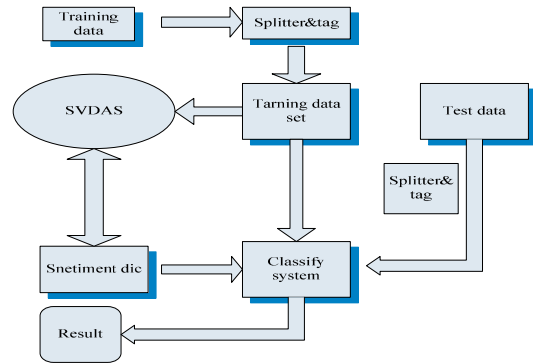 Training
data
Splitter&tag
SVDAS
Tarning data
set
Test data
Splitter&
tag
Snetiment dic
Classify
system
Result